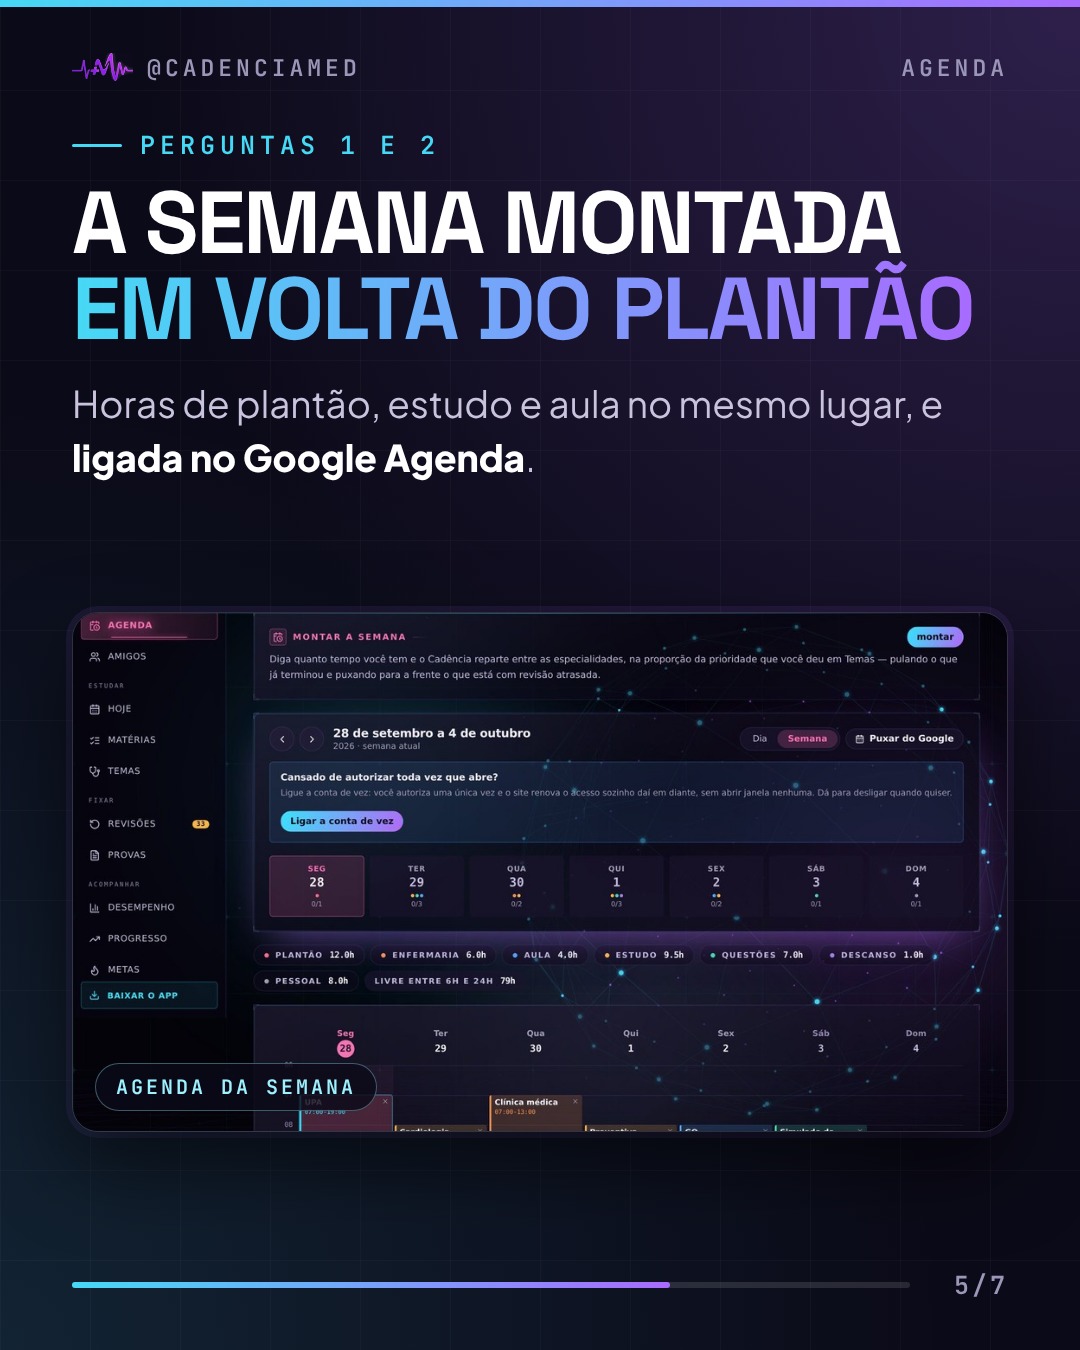 @CADENCIAMED
AGENDA
PERGUNTAS 1 E 2
A SEMANA MONTADA
EM VOLTA DO PLANTÃO
Horas de plantão, estudo e aula no mesmo lugar, e
ligada no Google Agenda.
AGENDA
AMIGOS
ESTUDAR
HOJE
MATÉRIAS
TEMAS
FIXAR
REVISÕES 33
PROVAS
ACOMPANHAR
DESEMPENHO
PROGRESSO
METAS
BAIXAR O APP
MONTAR A SEMANA
montar
Diga quanto tempo você tem e o Cadência reparte entre as especialidades, na proporção da prioridade que você deu em Temas — pulando o que
já terminou e puxando para a frente o que está com revisão atrasada.
28 de setembro a 4 de outubro
2026 · semana atual
Dia Semana Puxar do Google
Cansado de autorizar toda vez que abre?
Ligue a conta de vez: você autoriza uma única vez e o site renova o acesso sozinho daí em diante, sem abrir janela nenhuma. Dá para desligar quando quiser.
Ligar a conta de vez
SEG TER QUA QUI SEX SÁB DOM
28 29 30 1 2 3 4
0/1 0/3 0/2 0/3 0/2 0/1 0/1
PLANTÃO 12.0h ENFERMARIA 6.0h AULA 4.0h ESTUDO 9.5h QUESTÕES 7.0h DESCANSO 1.0h
PESSOAL 8.0h LIVRE ENTRE 6H E 24H 79h
Seg Ter Qua Qui Sex Sáb Dom
28 29 30 1 2 3 4
AGENDA DA SEMANA
UPA
07:00-19:00
Clínica médica
07:00-13:00
08
5/7